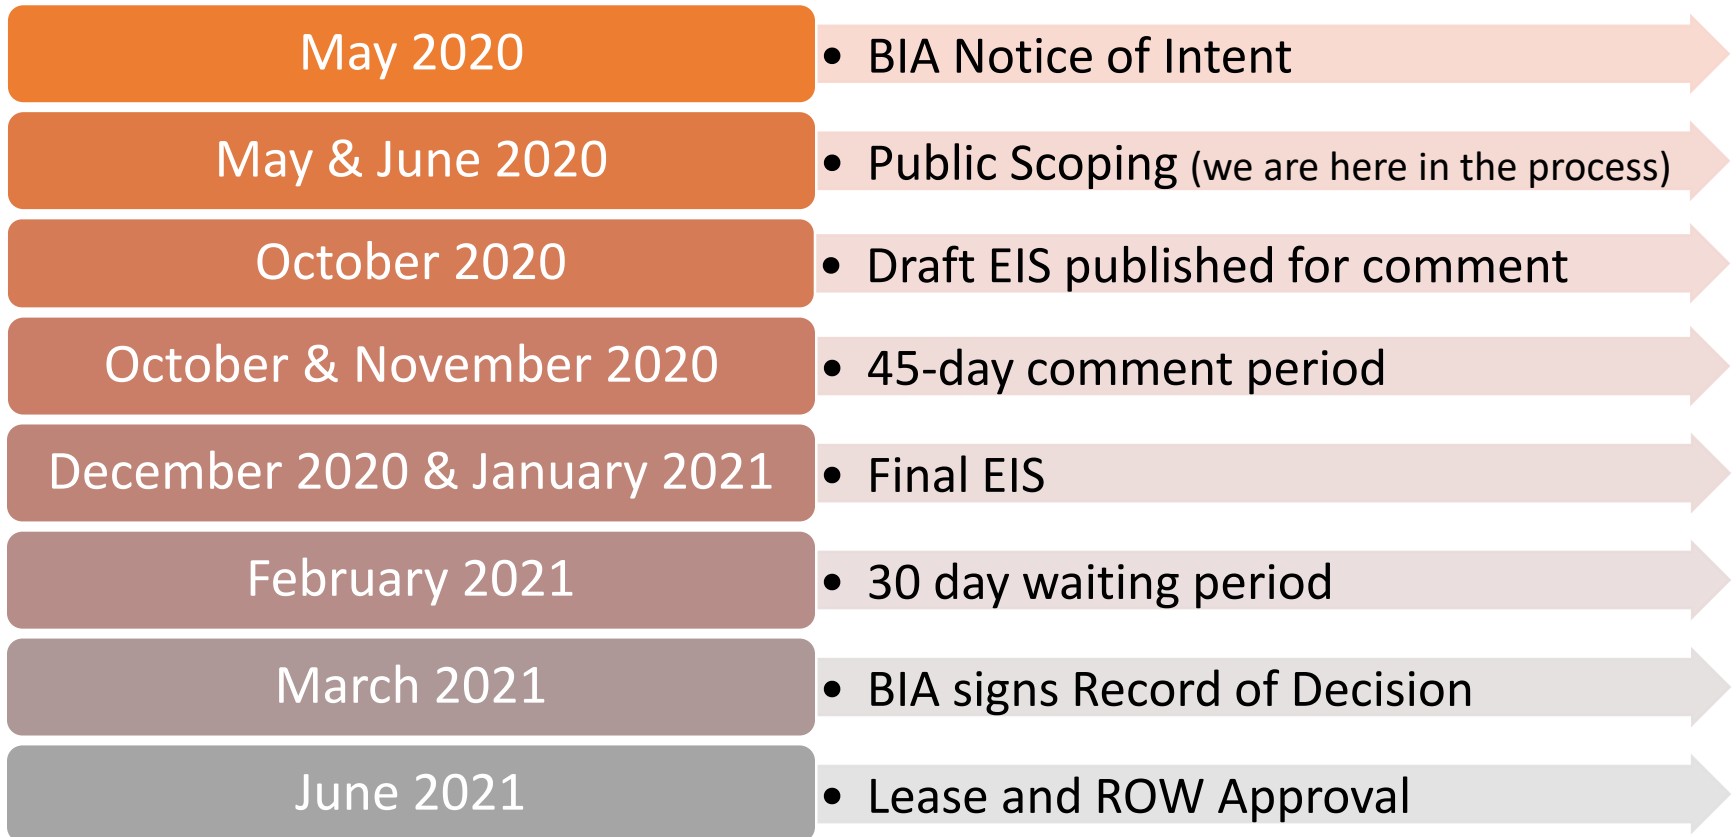 May 2020
• BIA Notice of Intent
May & June 2020
• Public Scoping (we are here in the process)
October 2020
• Draft EIS published for comment
October & November 2020
• 45-day comment period
December 2020 & January 2021
• Final EIS
February 2021
• 30 day waiting period
March 2021
• BIA signs Record of Decision
June 2021
• Lease and ROW Approval